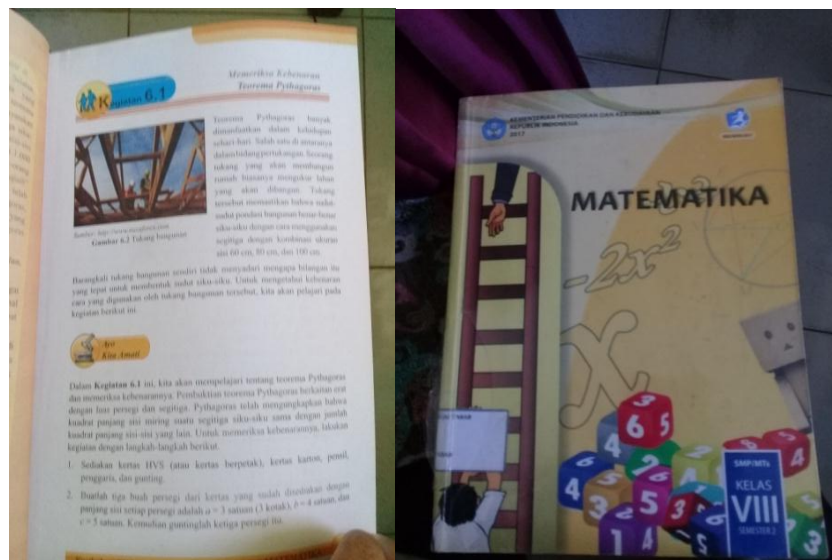 Memeriksa Kebenaran
Teorema Pythagoras
Kegiatan 6.1
Teorema Pythagoras banyak
dimanfaatkan dalam kehidupan
sehari-hari. Salah satu di antaranya
dalam bidang pertukangan. Seorang
tukang yang akan membangun
rumah biasanya mengukur lahan
yang akan dibangun. Tukang
tersebut memastikan bahwa sudut-
sudut pondasi bangunan benar-benar
siku-siku dengan cara menggunakan
segitiga dengan kombinasi ukuran
sisi 60 cm, 80 cm, dan 100 cm.
Sumber:
Gambar 6.2 Tukang bangunan
Barangkali tukang bangunan sendiri tidak menyadari mengapa bilangan itu
yang tepat untuk membentuk sudut siku-siku. Untuk mengetahui kebenaran
cara yang digunakan oleh tukang bangunan tersebut, kita akan pelajari pada
kegiatan berikut ini.
Ayo
Kita Amati
Dalam Kegiatan 6.1 ini, kita akan mempelajari tentang teorema Pythagoras
dan memeriksa kebenarannya. Pembuktian teorema Pythagoras berkaitan erat
dengan luas persegi dan segitiga. Pythagoras telah mengungkapkan bahwa
kuadrat panjang sisi miring suatu segitiga siku-siku sama dengan jumlah
kuadrat panjang sisi-sisi yang lain. Untuk memeriksa kebenarannya, lakukan
kegiatan dengan langkah-langkah berikut.
1. Sediakan kertas HVS (atau kertas berpetak), kertas karton, pensil,
penggaris, dan gunting.
2. Buatlah tiga buah persegi dari kertas yang sudah disediakan dengan
panjang sisi setiap persegi adalah a = 3 satuan (3 kotak), b = 4 satuan, dan
c = 5 satuan. Kemudian guntinglah ketiga persegi itu.
KEMENTERIAN PENDIDIKAN DAN KEBUDAYAAN
REPUBLIK INDONESIA
2017
MATEMATIKA
-2x²
x
3
6 5
4
SMP/MTs
KELAS
VIII
SEMESTER 2